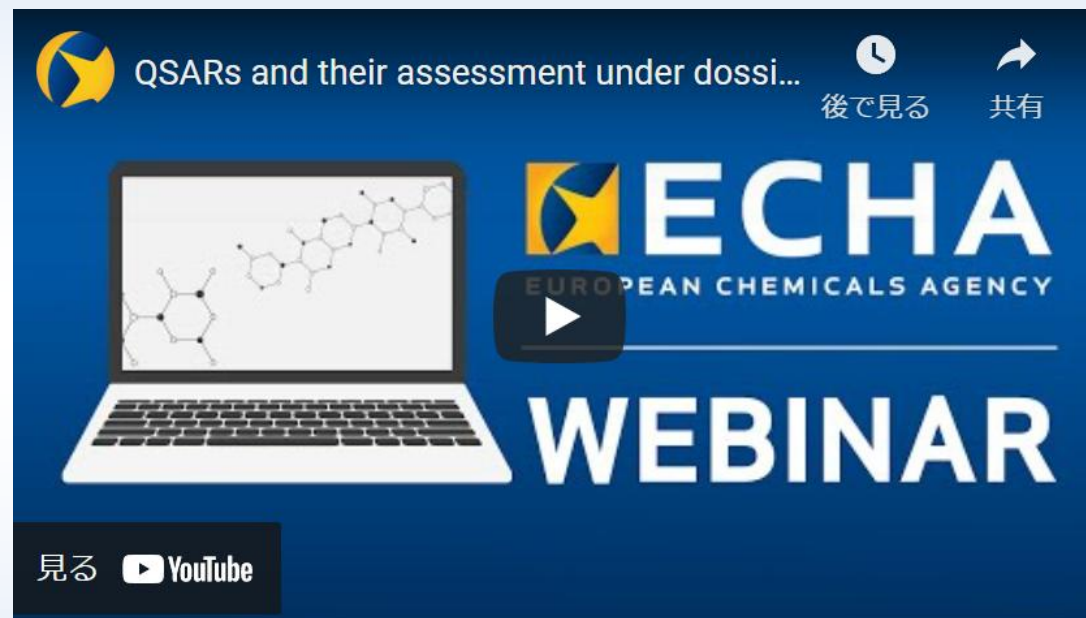 QSARs and their assessment under dossi...
後で見る
共有
ECHA
EUROPEAN CHEMICALS AGENCY
WEBINAR
見る YouTube